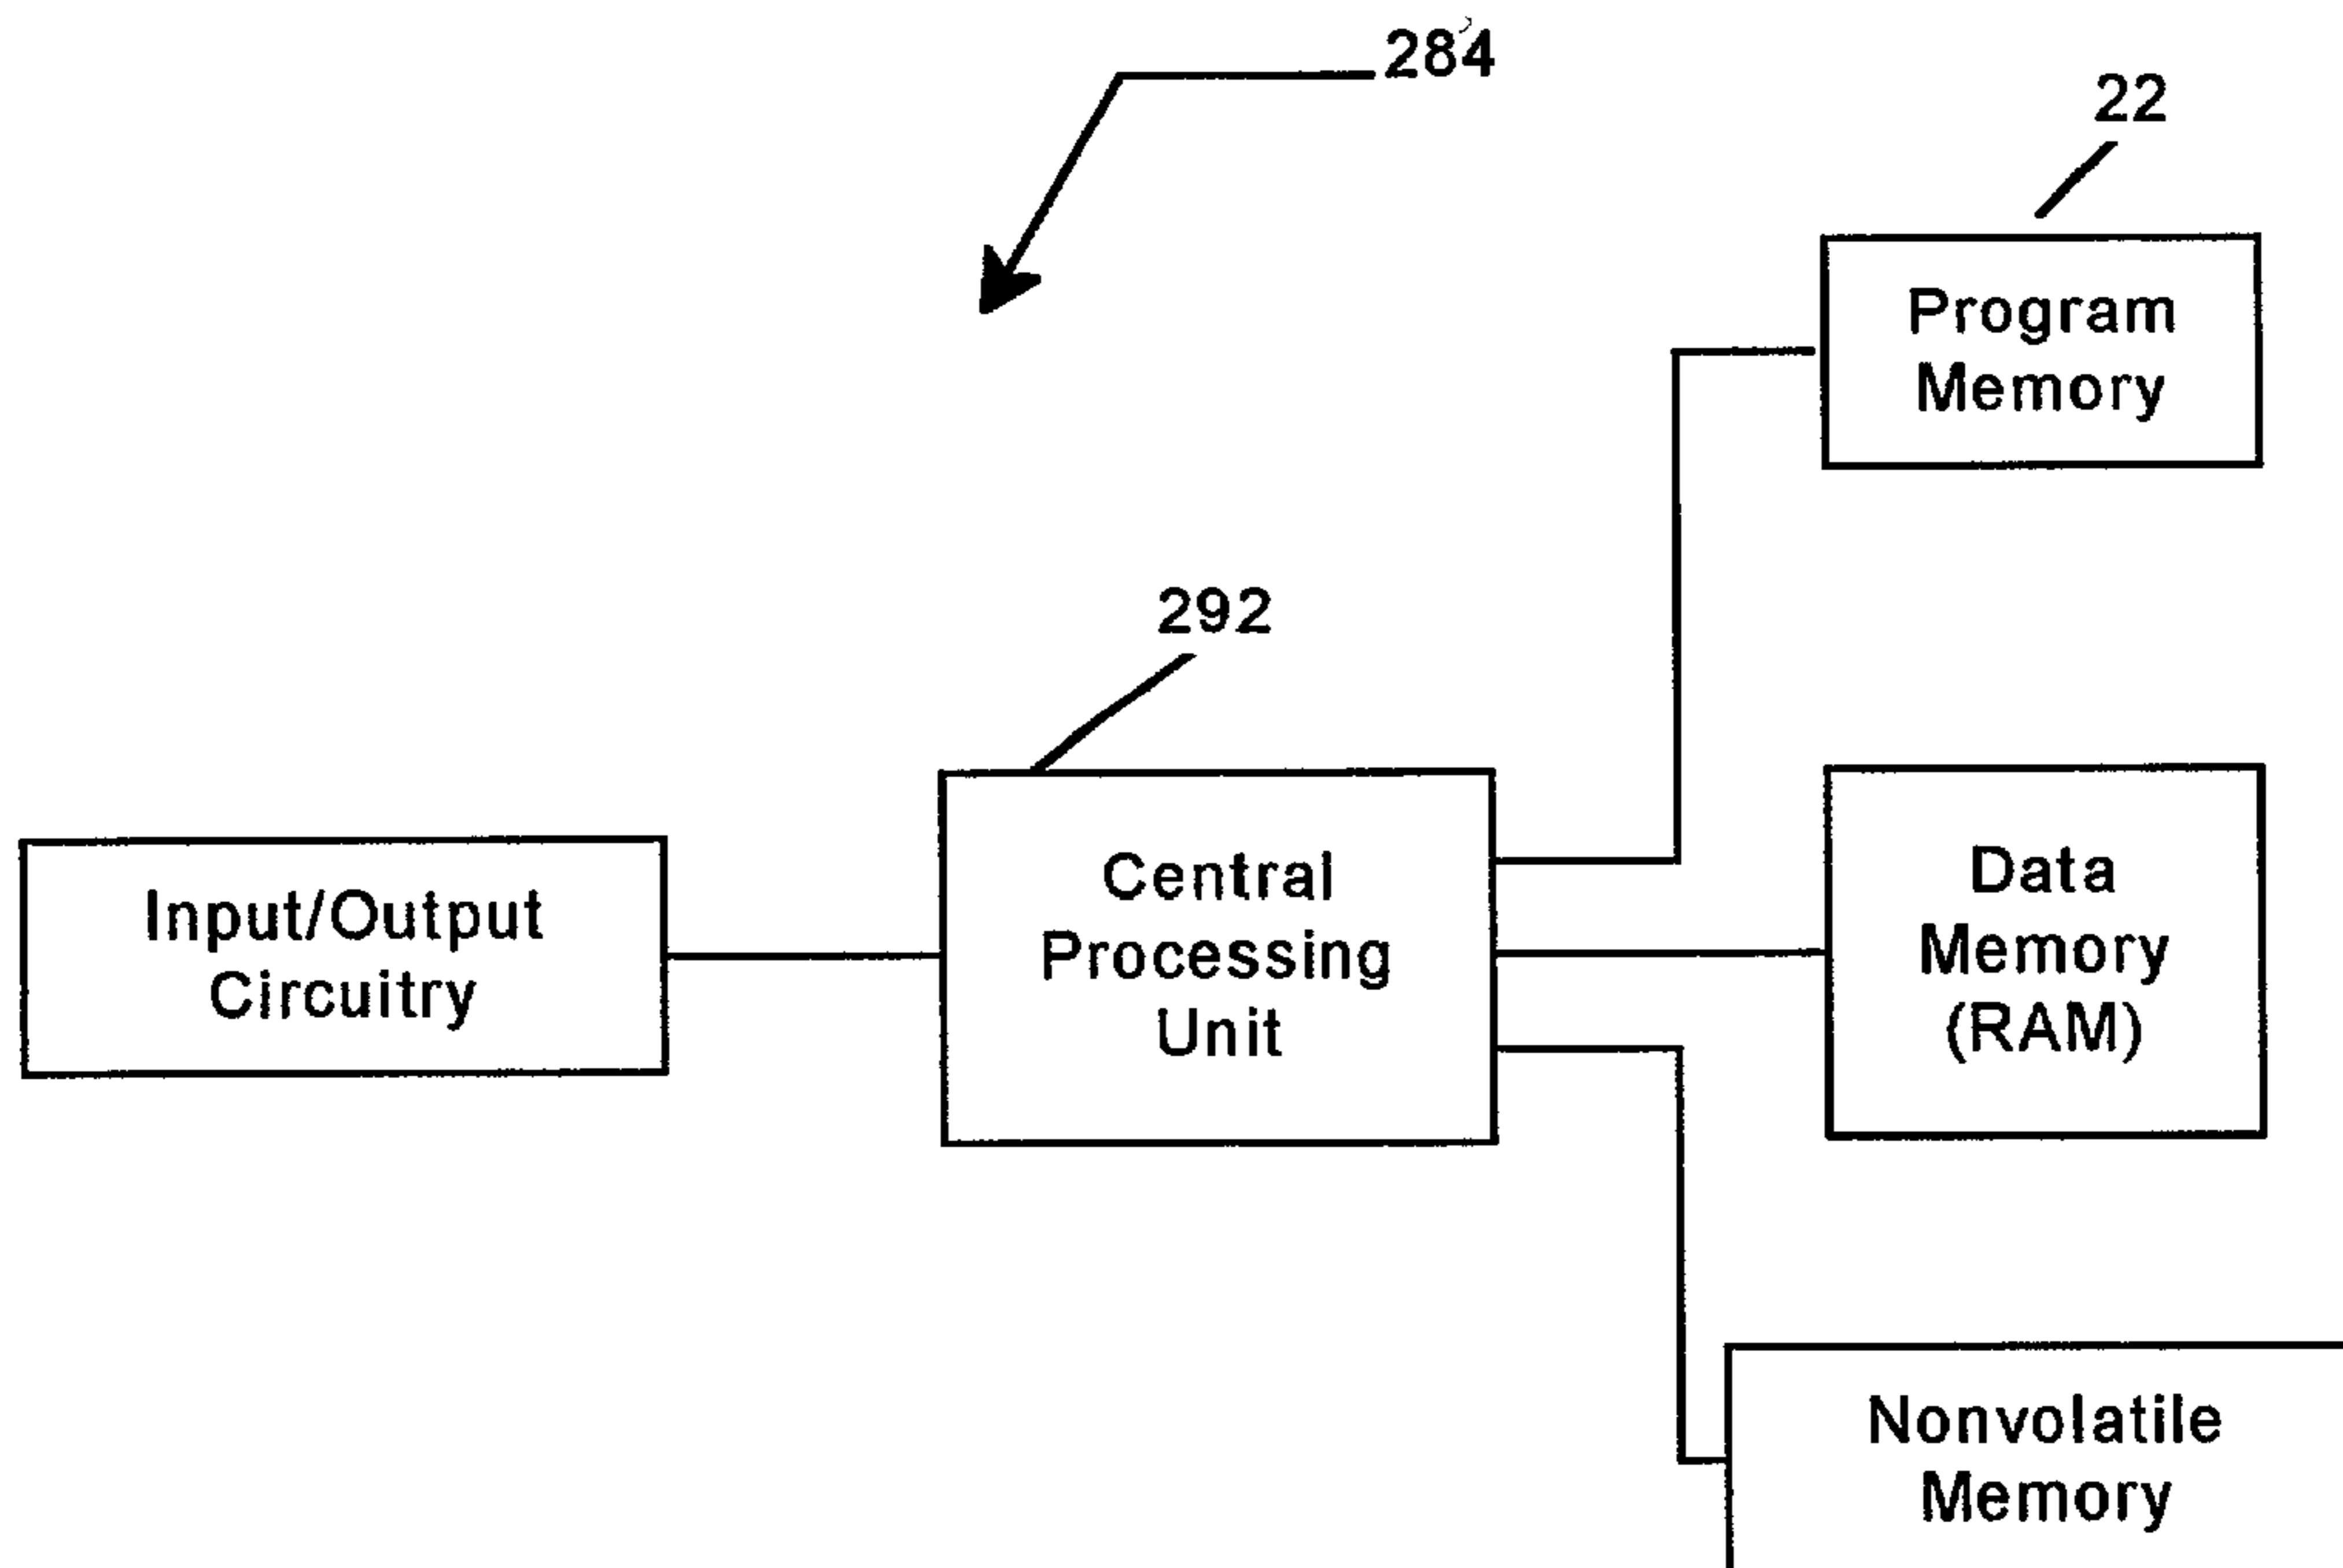 284
22
Program
Memory
292
Input/Output
Circuitry
Central
Processing
Unit
Data
Memory
(RAM)
Nonvolatile
Memory